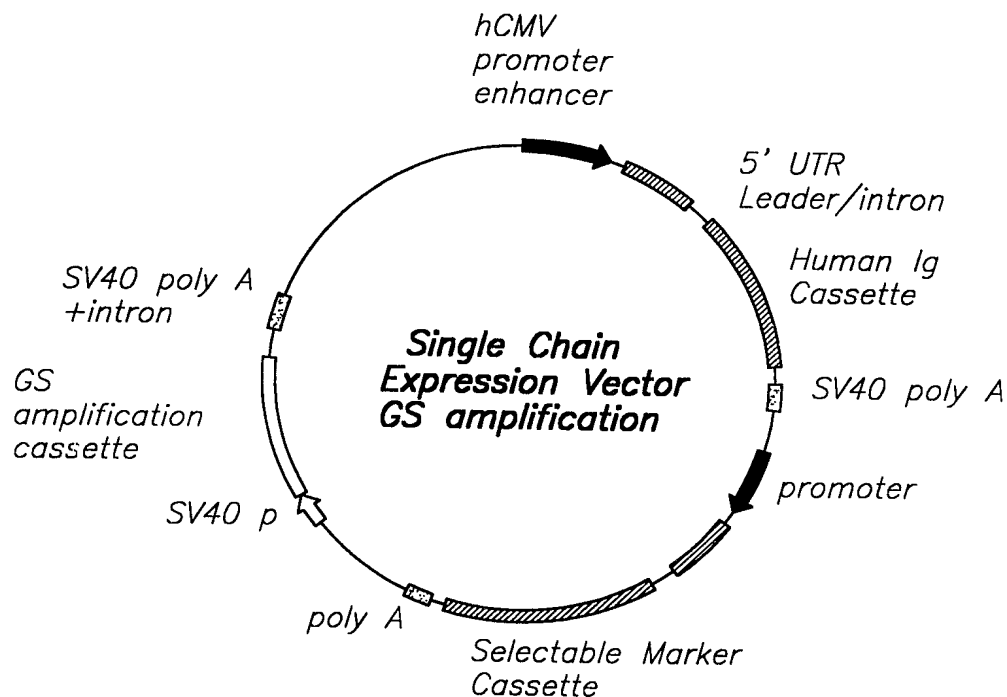 hCMV
promoter
enhancer
5' UTR
Leader/intron
Human Ig
Cassette
SV40 poly A
+intron
Single Chain
Expression Vector
GS amplification
GS
amplification
cassette
SV40 poly A
promoter
SV40 p
poly A
Selectable Marker
Cassette